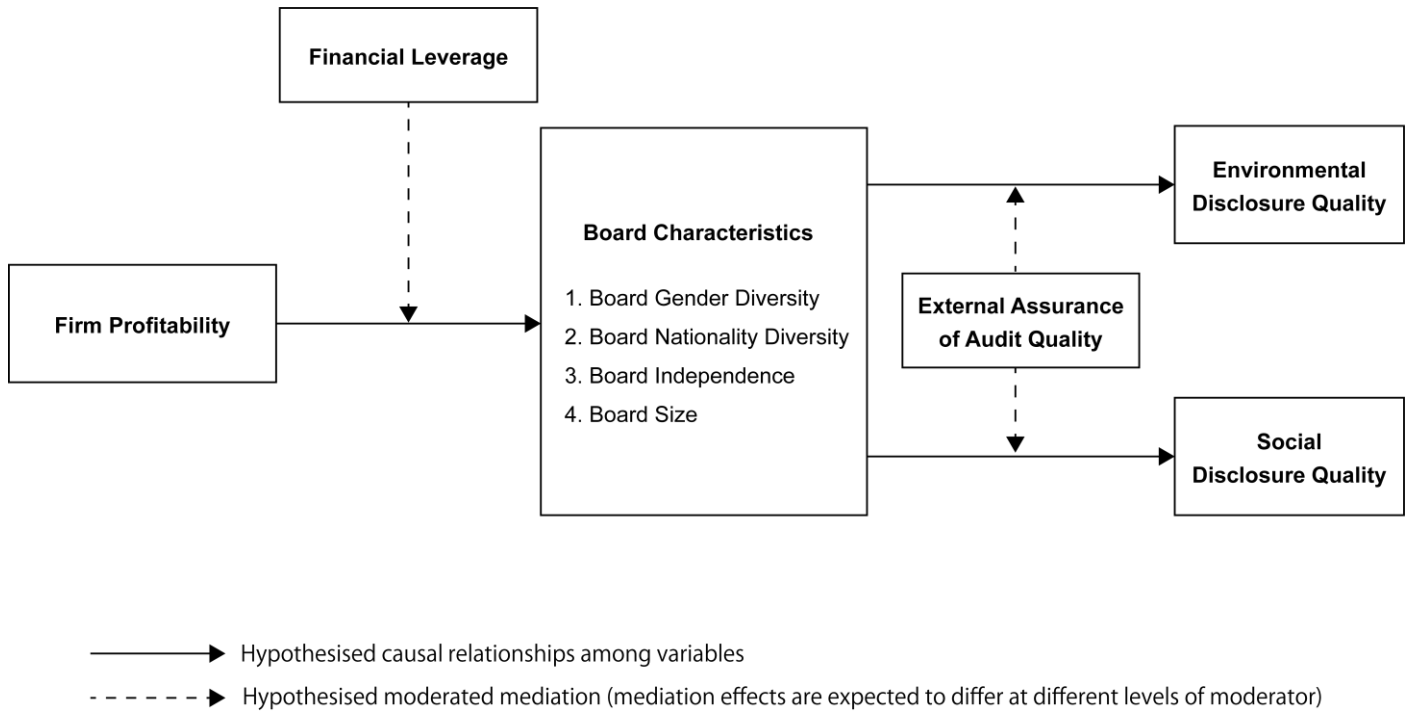 Financial Leverage
Firm Profitability
Board Characteristics
1. Board Gender Diversity
2. Board Nationality Diversity
3. Board Independence
4. Board Size
External Assurance
of Audit Quality
Environmental
Disclosure Quality
Social
Disclosure Quality
Hypothesised causal relationships among variables
Hypothesised moderated mediation (mediation effects are expected to differ at different levels of moderator)